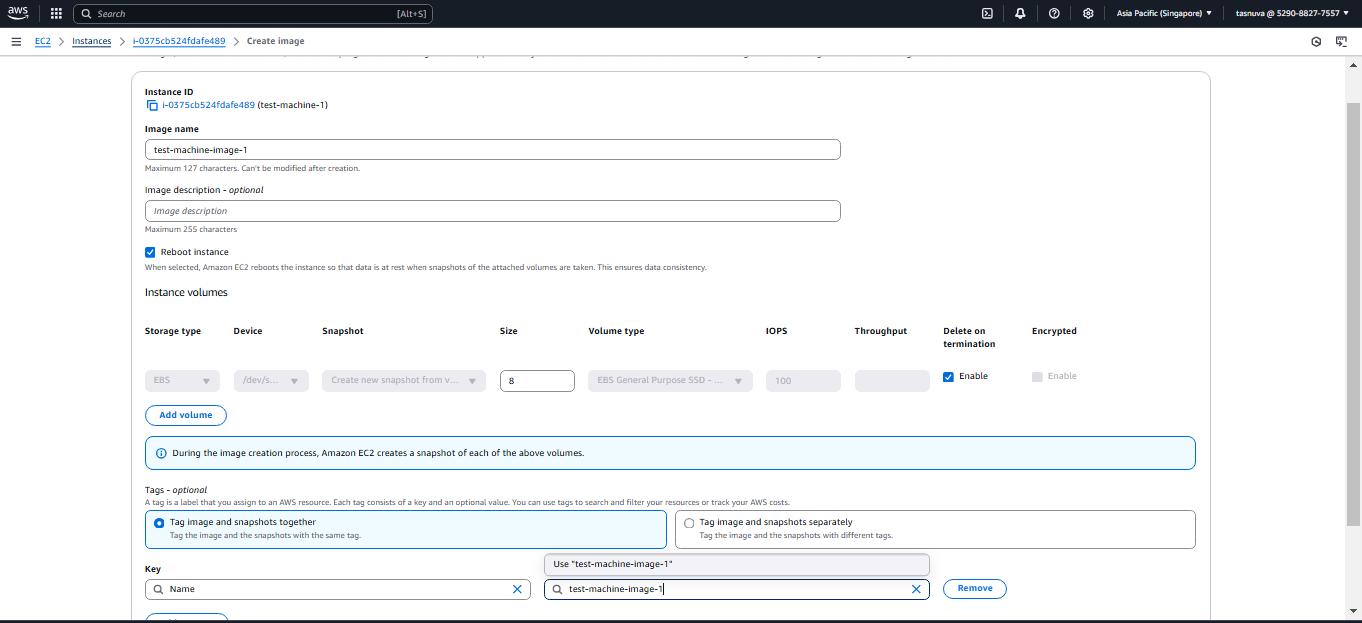 aws
Search [Alt+S] Asia Pacific (Singapore) tasnuva @ 5290-8827-7557
EC2 Instances i-0375cb524fdafe489 Create image
Instance ID
i-0375cb524fdafe489 (test-machine-1)
Image name
test-machine-image-1
Maximum 127 characters. Can't be modified after creation.
Image description - optional
Image description
Maximum 255 characters
Reboot instance
When selected, Amazon EC2 reboots the instance so that data is at rest when snapshots of the attached volumes are taken. This ensures data consistency.
Instance volumes
Storage type Device Snapshot Size Volume type IOPS Throughput Delete on termination Encrypted
EBS /dev/s... Create new snapshot from v... 8 EBS General Purpose SSD - ... 100 Enable Enable
Add volume
During the image creation process, Amazon EC2 creates a snapshot of each of the above volumes.
Tags - optional
A tag is a label that you assign to an AWS resource. Each tag consists of a key and an optional value. You can use tags to search and filter your resources or track your AWS costs.
Tag image and snapshots together
Tag the image and the snapshots with the same tag.
Tag image and snapshots separately
Tag the image and the snapshots with different tags.
Key
Use "test-machine-image-1"
Name test-machine-image-1 Remove